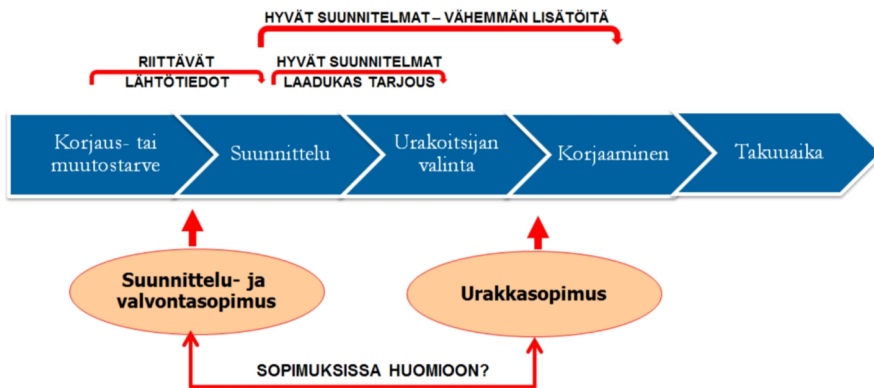 HYVÄT SUUNNITELMAT – VÄHEMMÄN LISÄTÖITÄ
RIITTÄVÄT
LÄHTÖTIEDOT
HYVÄT SUUNNITELMAT
LAADUKAS TARJOUS
Korjaus- tai
muutostarve
Suunnittelu
Urakoitsijan
valinta
Korjaaminen
Takuuaika
Suunnittelu- ja
valvontasopimus
Urakkasopimus
SOPIMUKSISSA HUOMIOON?